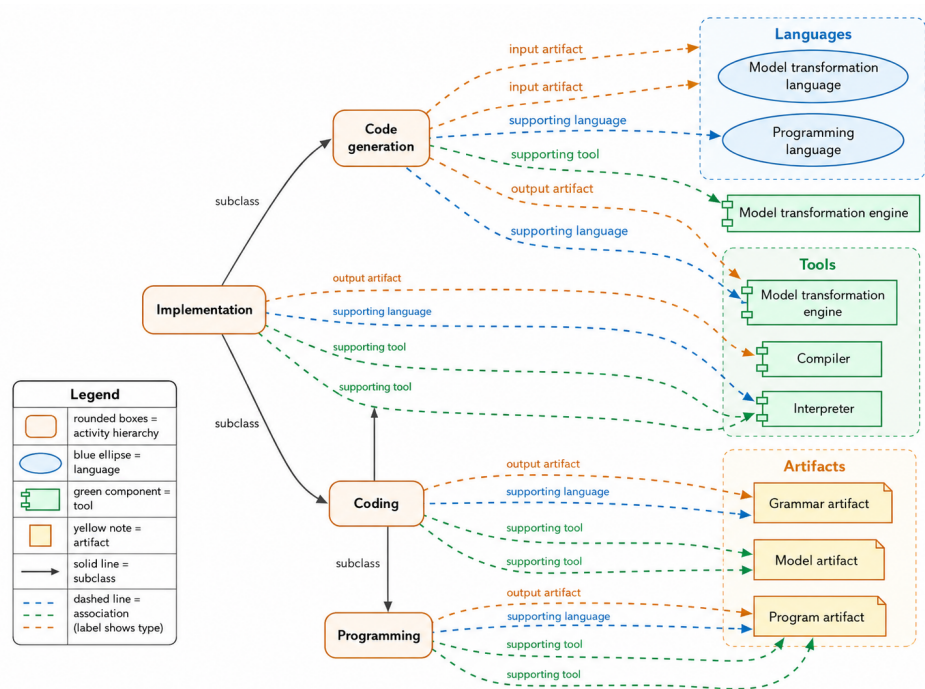 Languages
input artifact
Model transformation
language
input artifact
supporting language
Programming
language
Code
generation
supporting tool
output artifact
Model transformation engine
subclass
supporting language
Tools
output artifact
Model transformation
engine
Implementation
supporting language
supporting tool
Compiler
supporting tool
Interpreter
Legend
rounded boxes =
activity hierarchy
subclass
blue ellipse =
language
green component =
tool
yellow note =
artifact
solid line =
subclass
dashed line =
association
(label shows type)
Artifacts
output artifact
supporting language
Grammar artifact
Coding
supporting tool
supporting tool
Model artifact
subclass
output artifact
supporting language
Program artifact
Programming
supporting tool
supporting tool